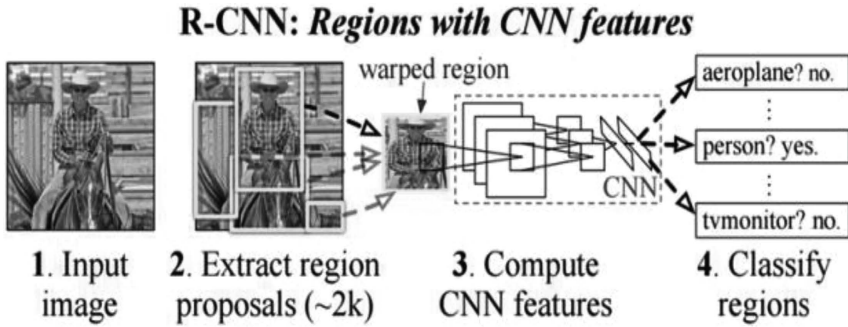 R-CNN: Regions with CNN features
warped region
aeroplane? no.
person? yes.
CNN
tvmonitor? no.
1. Input
image
2. Extract region
proposals (~2k)
3. Compute
CNN features
4. Classify
regions